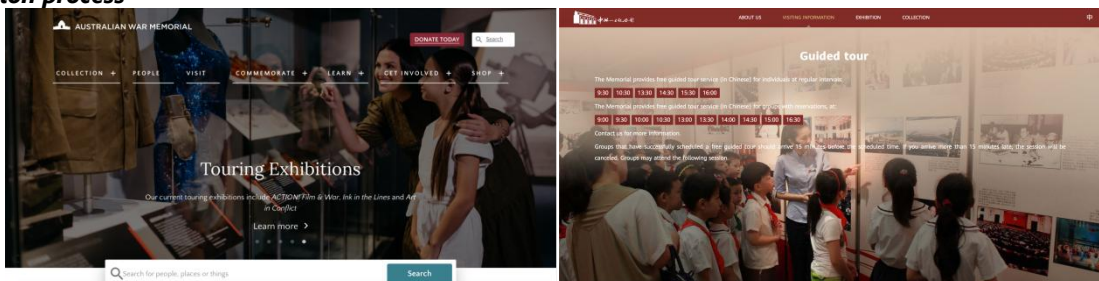 process
AUSTRALIAN WAR MEMORIAL
DONATE TODAY
Search
COLLECTION + PEOPLE VISIT COMMEMORATE + LEARN + GET INVOLVED + SHOP +
Touring Exhibitions
Our current touring exhibitions include ACTION! Film & War, Ink in the Lines and Art
in Conflict
Learn more >
Search for people, places or things
Search
ABOUT US VISITING INFORMATION EXHIBITION COLLECTION 中
Guided tour
The Memorial provides free guided tour service (in Chinese) for individuals at regular intervals:
9:30 10:30 13:30 14:30 15:30 16:00
The Memorial provides free guided tour service (in Chinese) for groups with reservations, at:
9:00 9:30 10:00 10:30 13:00 13:30 14:00 14:30 15:00 16:30
Contact us for more information.
Groups that have successfully scheduled a free guided tour should arrive 15 minutes before the scheduled time. If you arrive more than 15 minutes late, the session will be
canceled. Groups may attend the following session.